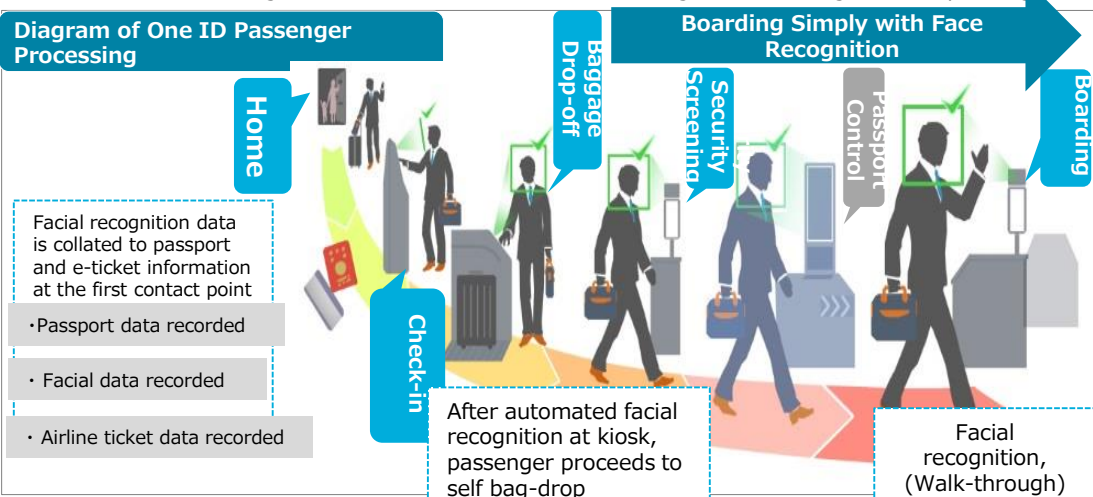 Diagram of One ID Passenger
Processing
Boarding Simply with Face
Recognition
Home
Check-in
Baggage
Drop-off
Security
Screening
Passport
Control
Boarding
Facial recognition data
is collated to passport
and e-ticket information
at the first contact point
・Passport data recorded
・ Facial data recorded
・ Airline ticket data recorded
After automated facial
recognition at kiosk,
passenger proceeds to
self bag-drop
Facial
recognition,
(Walk-through)